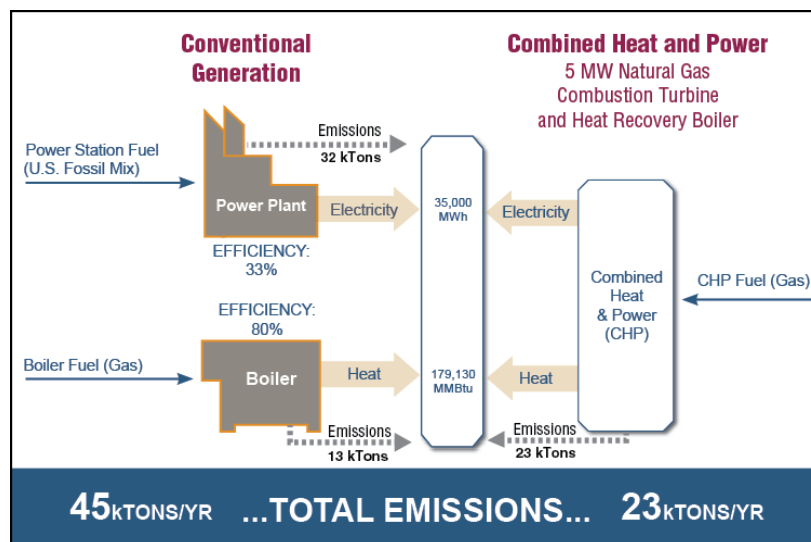 Conventional
Generation
Combined Heat and Power
5 MW Natural Gas
Combustion Turbine
and Heat Recovery Boiler
Power Station Fuel
(U.S. Fossil Mix)
Emissions
32 kTons
Power Plant
Electricity
35,000
MWh
Electricity
EFFICIENCY:
33%
Combined
Heat
& Power
(CHP)
CHP Fuel (Gas)
EFFICIENCY:
80%
Boiler Fuel (Gas)
Boiler
Heat
179,130
MMBtu
Heat
Emissions
13 kTons
Emissions
23 kTons
45kTONS/YR ...TOTAL EMISSIONS... 23kTONS/YR